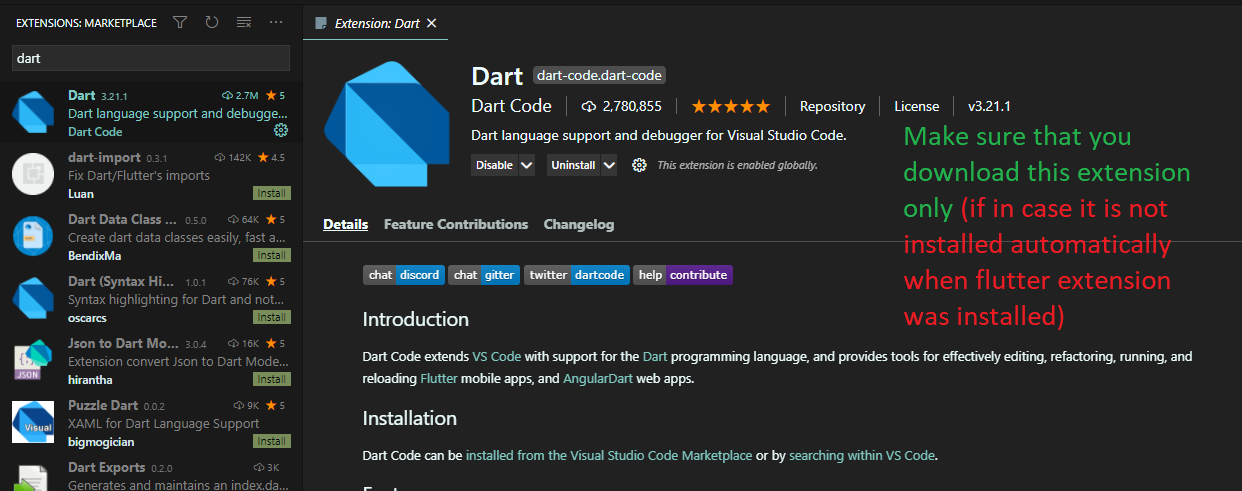 EXTENSIONS: MARKETPLACE
dart
Dart 3.21.1 2.7M ★ 5
Dart language support and debugge...
Dart Code
dart-import 0.3.1 142K ★ 4.5
Fix Dart/Flutter's imports
Luan Install
Dart Data Class ... 0.5.0 64K ★ 5
Create dart data classes easily, fast a...
BendixMa Install
Dart (Syntax Hi... 1.0.1 76K ★ 5
Syntax highlighting for Dart and not...
oscarcs Install
Json to Dart Mo... 3.0.4 16K ★ 5
Extension convert Json to Dart Mode...
hirantha Install
JSON
Puzzle Dart 0.0.2 9K ★ 5
XAML for Dart Language Support
bigmogician Install
Visual
Dart Exports 0.2.0 3K
Generates and maintains an index.da...
Extension: Dart
Dart dart-code.dart-code
Dart Code 2,780,855 ★★★★★ Repository License v3.21.1
Dart language support and debugger for Visual Studio Code.
Disable Uninstall This extension is enabled globally.
Make sure that you
download this extension
only (if in case it is not
installed automatically
when flutter extension
was installed)
Details Feature Contributions Changelog
chat discord chat gitter twitter dartcode help contribute
Introduction
Dart Code extends VS Code with support for the Dart programming language, and provides tools for effectively editing, refactoring, running, and
reloading Flutter mobile apps, and AngularDart web apps.
Installation
Dart Code can be installed from the Visual Studio Code Marketplace or by searching within VS Code.